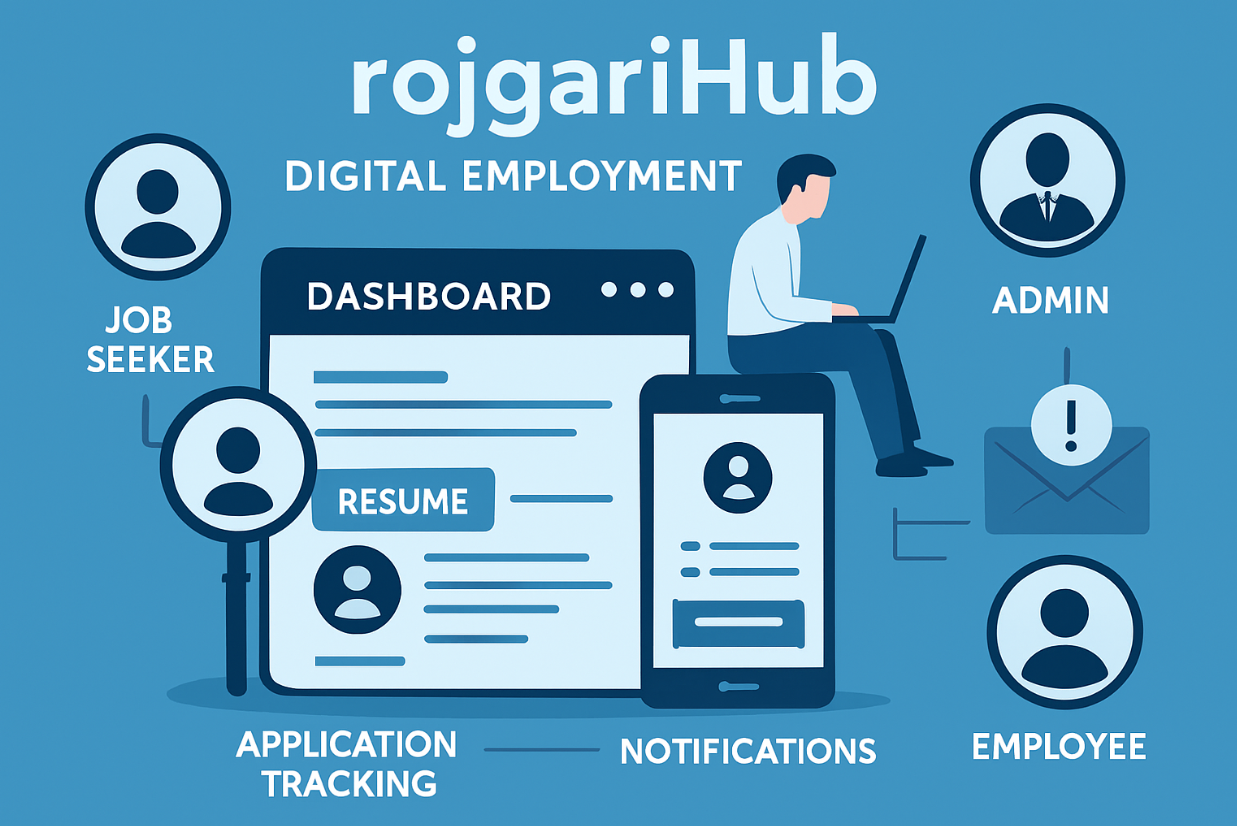 rojgariHub
DIGITAL EMPLOYMENT
JOB
SEEKER
DASHBOARD
ADMIN
RESUME
!
APPLICATION
TRACKING
NOTIFICATIONS
EMPLOYEE